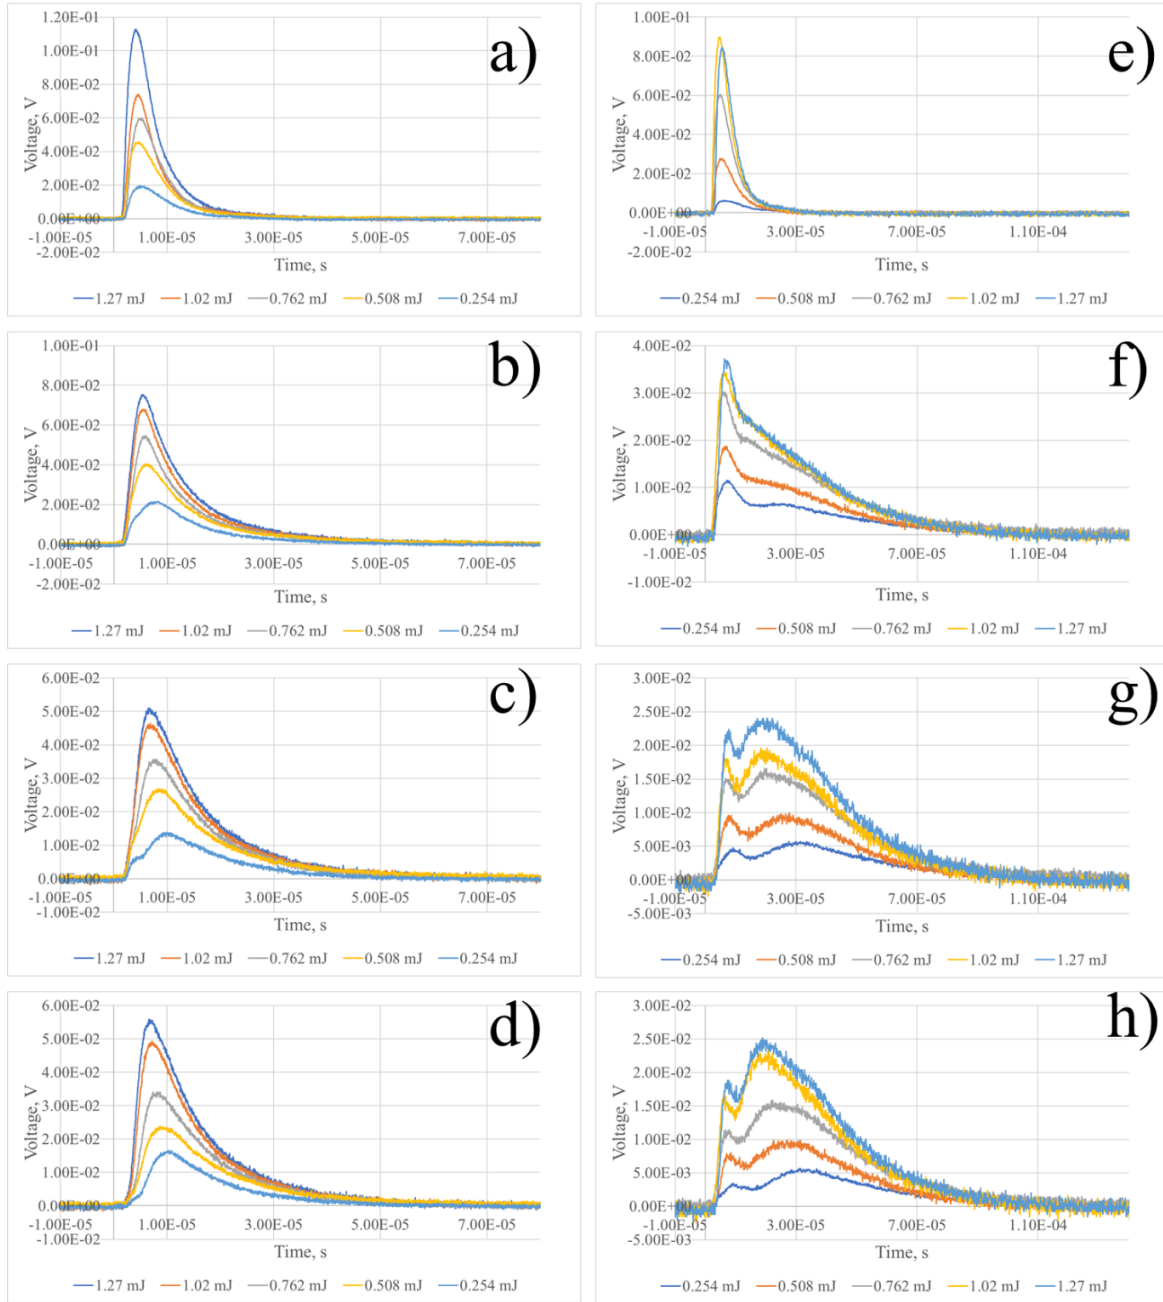 a)
1.20E-01
1.00E-01
8.00E-02
6.00E-02
4.00E-02
2.00E-02
0.00E+00
-2.00E-02
-1.00E-05 1.00E-05 3.00E-05 5.00E-05 7.00E-05
Voltage, V
Time, s
1.27 mJ 1.02 mJ 0.762 mJ 0.508 mJ 0.254 mJ
e)
1.00E-01
8.00E-02
6.00E-02
4.00E-02
2.00E-02
0.00E+00
-2.00E-02
-1.00E-05 3.00E-05 7.00E-05 1.10E-04
Voltage, V
Time, s
0.254 mJ 0.508 mJ 0.762 mJ 1.02 mJ 1.27 mJ
b)
1.00E-01
8.00E-02
6.00E-02
4.00E-02
2.00E-02
0.00E+00
-2.00E-02
-1.00E-05 1.00E-05 3.00E-05 5.00E-05 7.00E-05
Voltage, V
Time, s
1.27 mJ 1.02 mJ 0.762 mJ 0.508 mJ 0.254 mJ
f)
4.00E-02
3.00E-02
2.00E-02
1.00E-02
0.00E+00
-1.00E-02
-1.00E-05 3.00E-05 7.00E-05 1.10E-04
Voltage, V
Time, s
0.254 mJ 0.508 mJ 0.762 mJ 1.02 mJ 1.27 mJ
c)
6.00E-02
5.00E-02
4.00E-02
3.00E-02
2.00E-02
1.00E-02
0.00E+00
-1.00E-02
-1.00E-05 1.00E-05 3.00E-05 5.00E-05 7.00E-05
Voltage, V
Time, s
1.27 mJ 1.02 mJ 0.762 mJ 0.508 mJ 0.254 mJ
g)
3.00E-02
2.50E-02
2.00E-02
1.50E-02
1.00E-02
5.00E-03
0.00E+00
-5.00E-03
-1.00E-05 3.00E-05 7.00E-05 1.10E-04
Voltage, V
Time, s
0.254 mJ 0.508 mJ 0.762 mJ 1.02 mJ 1.27 mJ
d)
6.00E-02
5.00E-02
4.00E-02
3.00E-02
2.00E-02
1.00E-02
0.00E+00
-1.00E-02
-1.00E-05 1.00E-05 3.00E-05 5.00E-05 7.00E-05
Voltage, V
Time, s
1.27 mJ 1.02 mJ 0.762 mJ 0.508 mJ 0.254 mJ
h)
3.00E-02
2.50E-02
2.00E-02
1.50E-02
1.00E-02
5.00E-03
0.00E+00
-5.00E-03
-1.00E-05 3.00E-05 7.00E-05 1.10E-04
Voltage, V
Time, s
0.254 mJ 0.508 mJ 0.762 mJ 1.02 mJ 1.27 mJ